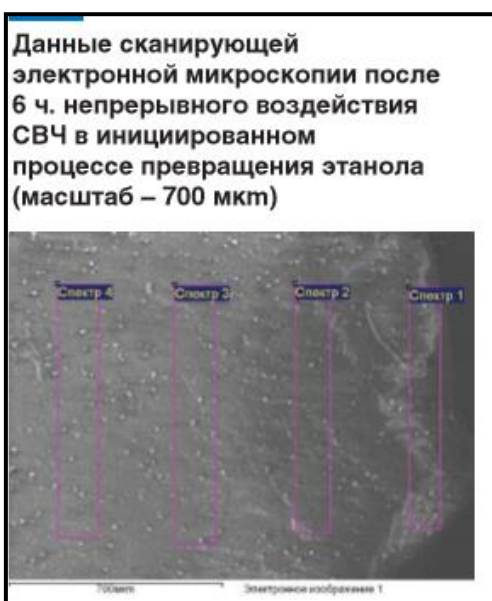 Данные сканирующей
электронной микроскопии после
6 ч. непрерывного воздействия
СВЧ в инициированном
процессе превращения этанола
(масштаб – 700 мкm)
Спектр 4 Спектр 3 Спектр 2 Спектр 1
700мкm Электронное изображение 1